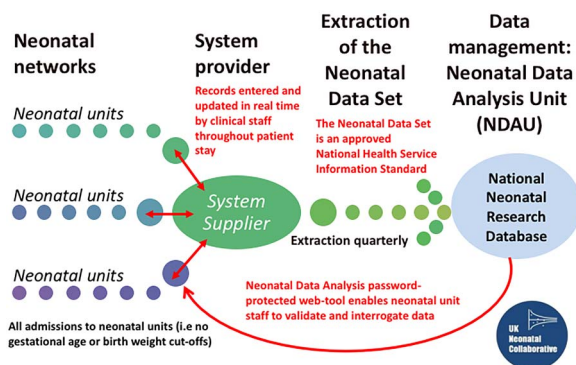 Neonatal
networks
System
provider
Extraction
of the
Neonatal
Data Set
Data
management:
Neonatal Data
Analysis Unit
(NDAU)
Neonatal units
Records entered and
updated in real time
by clinical staff
throughout patient
stay
The Neonatal Data Set
is an approved
National Health Service
Information Standard
Neonatal units
System
Supplier
National
Neonatal
Research
Database
Extraction quarterly
Neonatal units
Neonatal Data Analysis password-
protected web-tool enables neonatal unit
staff to validate and interrogate data
All admissions to neonatal units (i.e no
gestational age or birth weight cut-offs)
UK
Neonatal
Collaborative